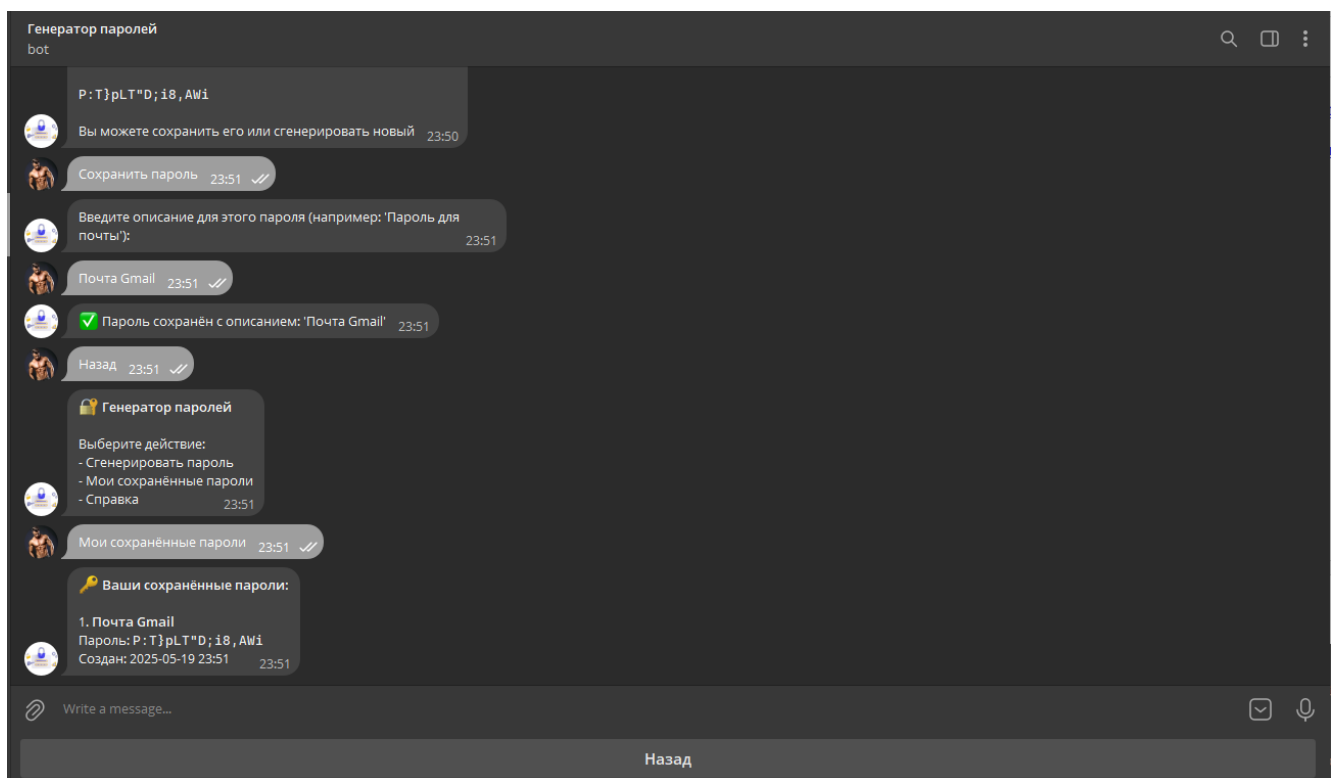 Генератор паролей
bot
P:T}pLT"D;i8,AWi
Вы можете сохранить его или сгенерировать новый 23:50
Сохранить пароль 23:51
Введите описание для этого пароля (например: 'Пароль для
почты'): 23:51
Почта Gmail 23:51
✅ Пароль сохранён с описанием: 'Почта Gmail' 23:51
Назад 23:51
🔐 Генератор паролей
Выберите действие:
- Сгенерировать пароль
- Мои сохранённые пароли
- Справка 23:51
Мои сохранённые пароли 23:51
🔑 Ваши сохранённые пароли:
1. Почта Gmail
Пароль: P:T}pLT"D;i8,AWi
Создан: 2025-05-19 23:51 23:51
Write a message...
Назад